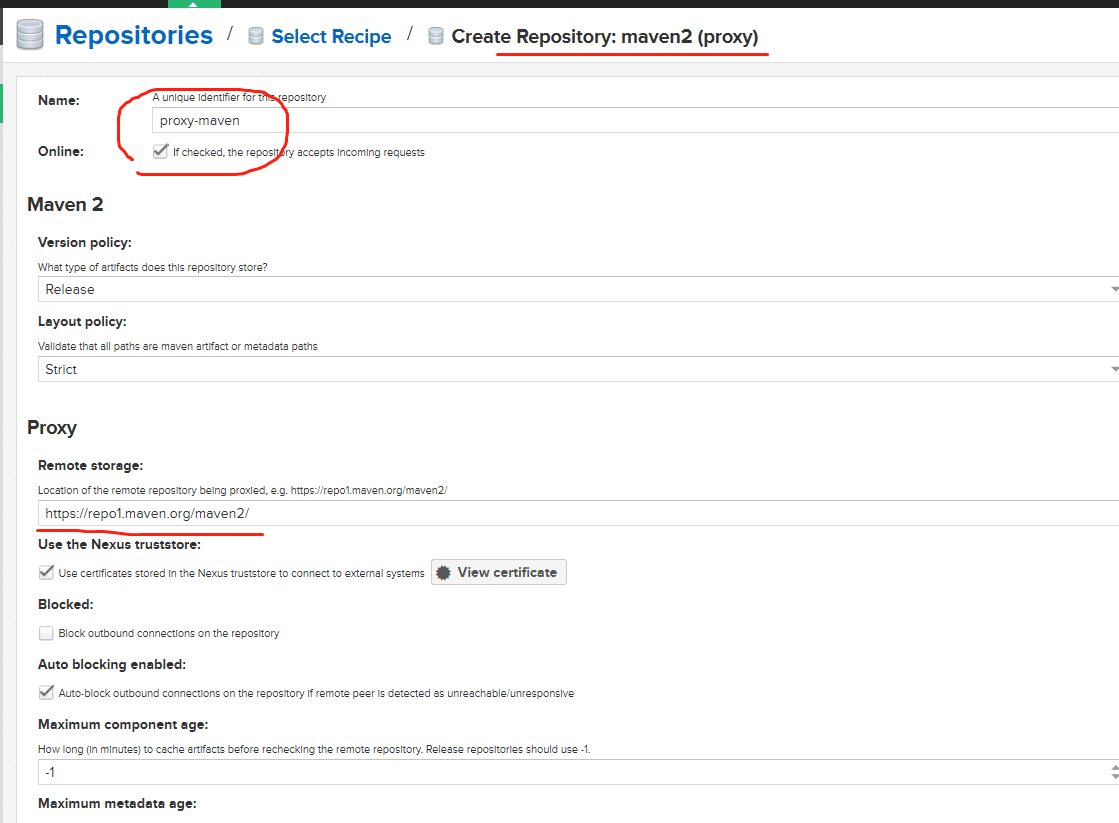 Repositories / Select Recipe / Create Repository: maven2 (proxy)
A unique identifier for this repository
Name: proxy-maven
Online: If checked, the repository accepts incoming requests
Maven 2
Version policy:
What type of artifacts does this repository store?
Release
Layout policy:
Validate that all paths are maven artifact or metadata paths
Strict
Proxy
Remote storage:
Location of the remote repository being proxied, e.g. https://repo1.maven.org/maven2/
https://repo1.maven.org/maven2/
Use the Nexus truststore:
Use certificates stored in the Nexus truststore to connect to external systems View certificate
Blocked:
Block outbound connections on the repository
Auto blocking enabled:
Auto-block outbound connections on the repository if remote peer is detected as unreachable/unresponsive
Maximum component age:
How long (in minutes) to cache artifacts before rechecking the remote repository. Release repositories should use -1.
-1
Maximum metadata age: